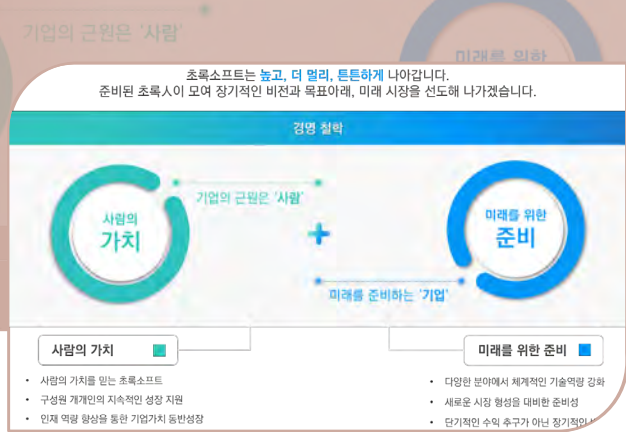 기업의 근원은 '사람'
미래를 위한
초록소프트는 높고, 더 멀리, 튼튼하게 나아갑니다.
준비된 초록人이 모여 장기적인 비전과 목표아래, 미래 시장을 선도해 나가겠습니다.
경영 철학
기업의 근원은 '사람'
사람의
가치
+
미래를 위한
준비
미래를 준비하는 '기업'
사람의 가치
• 사람의 가치를 믿는 초록소프트
• 구성원 개개인의 지속적인 성장 지원
• 인재 역량 향상을 통한 기업가치 동반성장
미래를 위한 준비
• 다양한 분야에서 체계적인 기술역량 강화
• 새로운 시장 형성을 대비한 준비성
• 단기적인 수익 추구가 아닌 장기적인